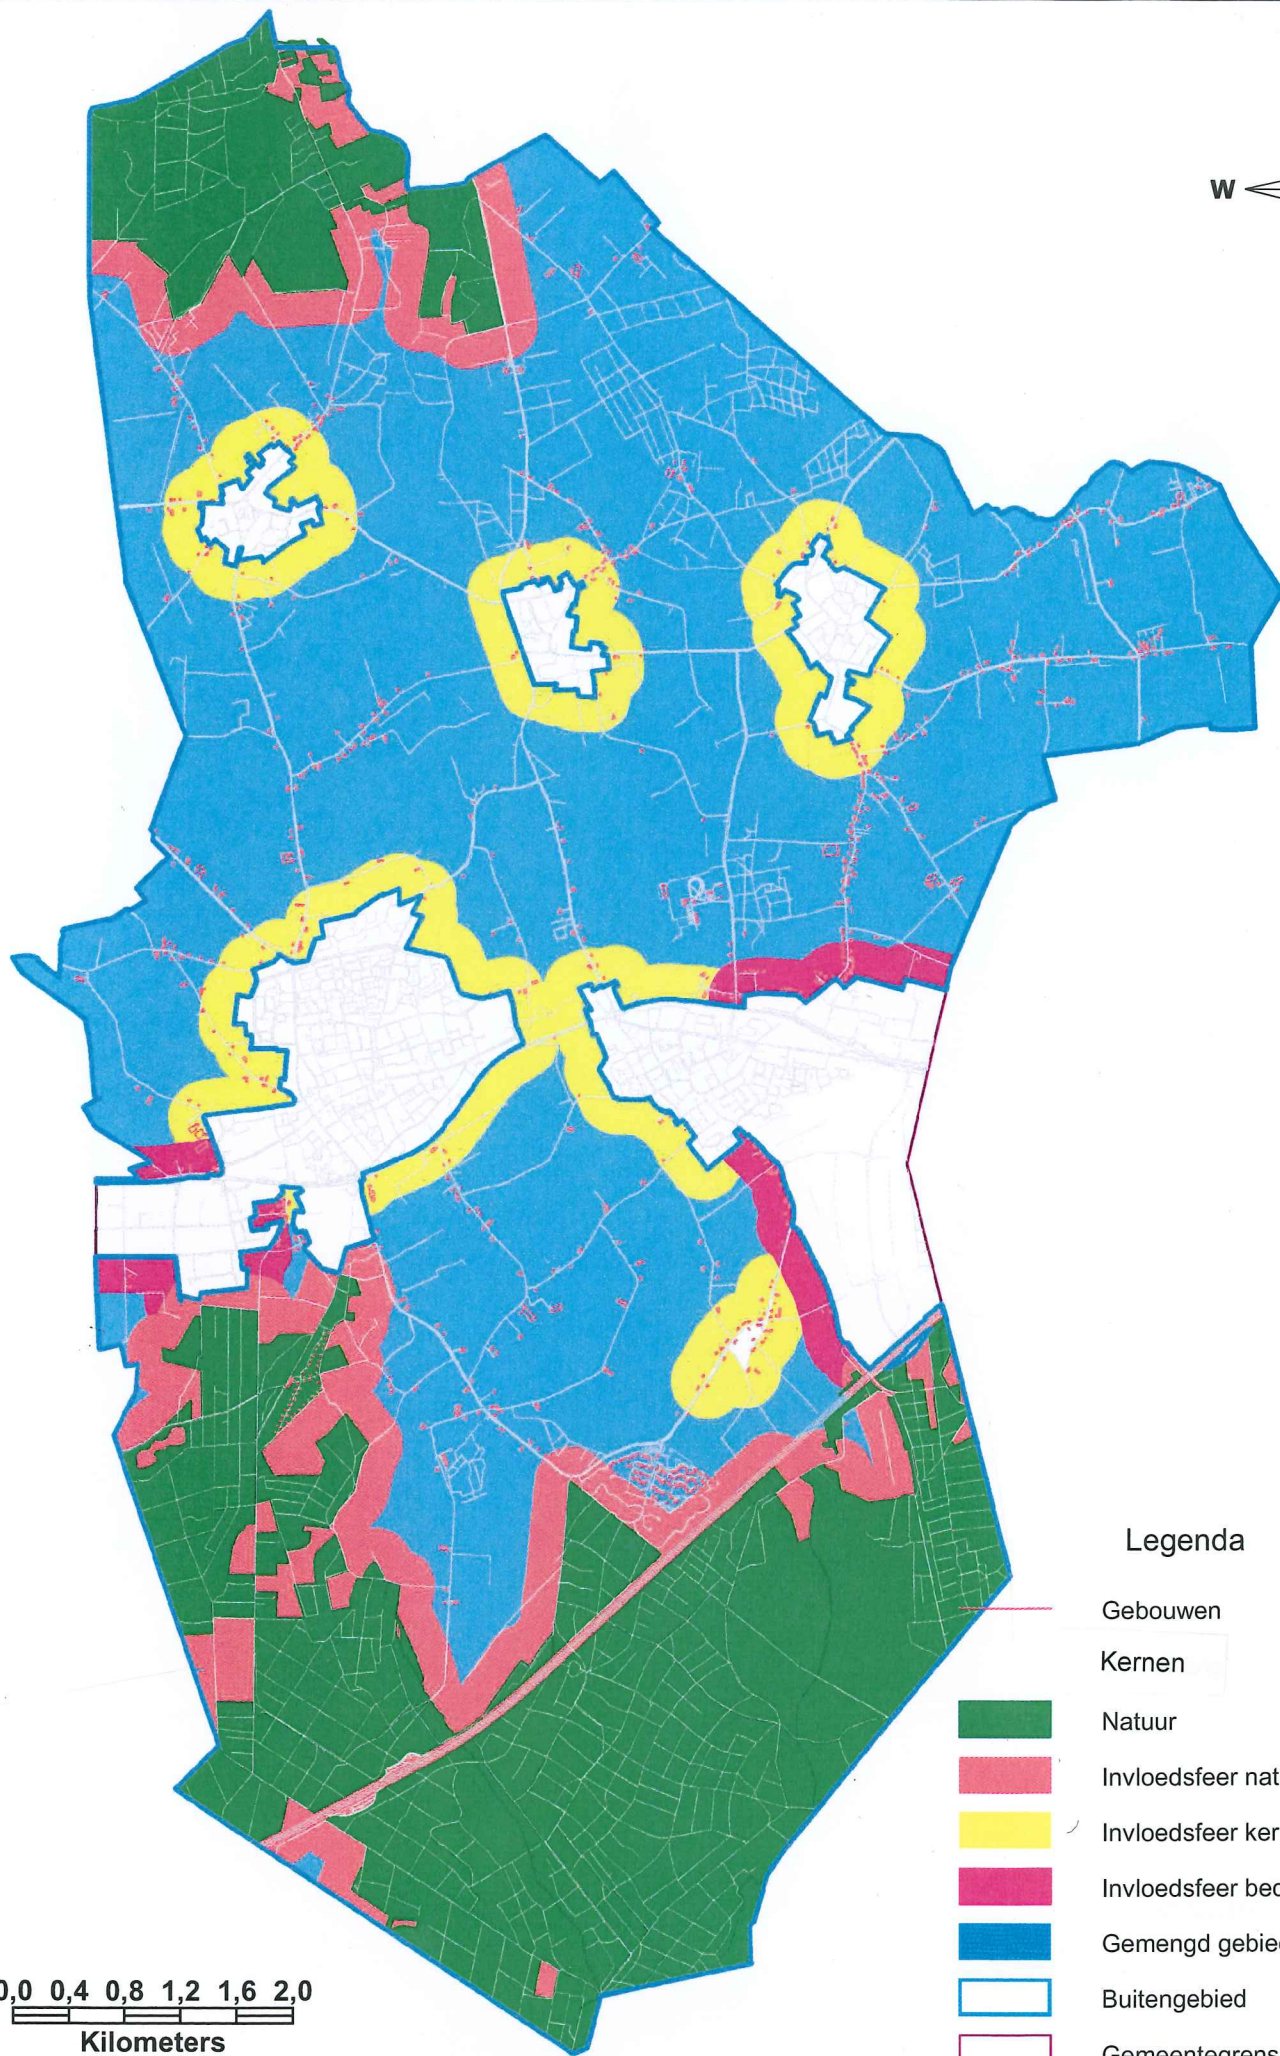 W
Legenda
Gebouwen
Kernen
Natuur
Invloedsfeer nat
Invloedsfeer ker
Invloedsfeer bed
Gemengd gebied
Buitengebied
Gemeentegrens
0,0 0,4 0,8 1,2 1,6 2,0
Kilometers